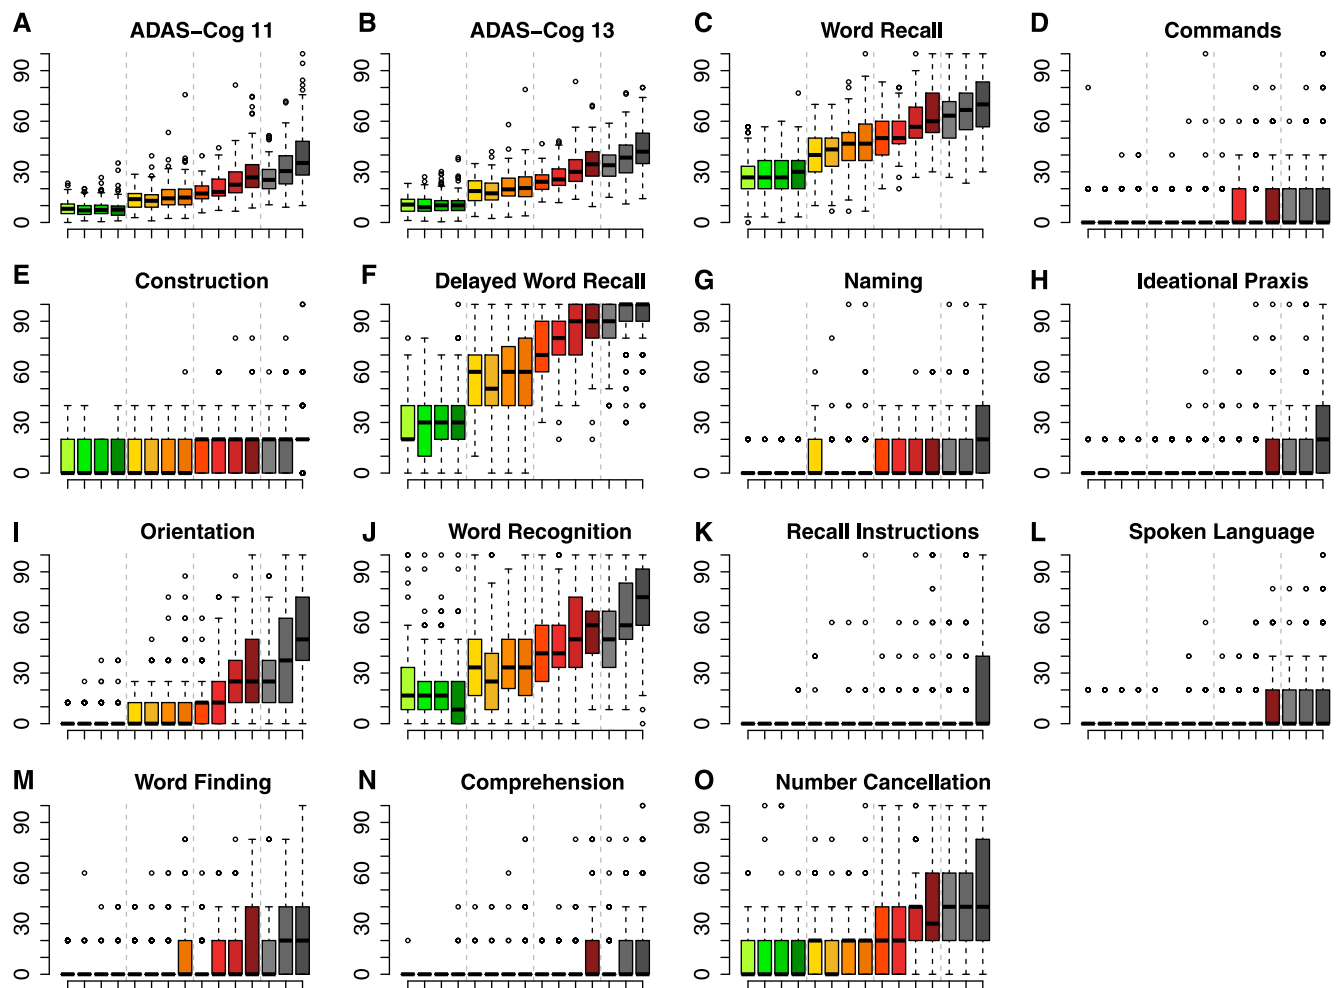 A ADAS−Cog 11
0 30 60 90
B ADAS−Cog 13
0 30 60 90
C Word Recall
0 30 60 90
D Commands
0 30 60 90
E Construction
0 30 60 90
F Delayed Word Recall
0 30 60 90
G Naming
0 30 60 90
H Ideational Praxis
0 30 60 90
I Orientation
0 30 60 90
J Word Recognition
0 30 60 90
K Recall Instructions
0 30 60 90
L Spoken Language
0 30 60 90
M Word Finding
0 30 60 90
N Comprehension
0 30 60 90
O Number Cancellation
0 30 60 90